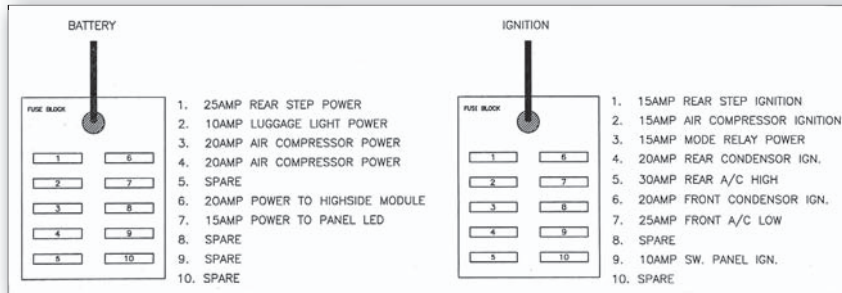 BATTERY
FUSE BLOCK
1 6
2 7
3 8
4 9
5 10
1. 25AMP REAR STEP POWER
2. 10AMP LUGGAGE LIGHT POWER
3. 20AMP AIR COMPRESSOR POWER
4. 20AMP AIR COMPRESSOR POWER
5. SPARE
6. 20AMP POWER TO HIGHSIDE MODULE
7. 15AMP POWER TO PANEL LED
8. SPARE
9. SPARE
10. SPARE
IGNITION
FUSE BLOCK
1 6
2 7
3 8
4 9
5 10
1. 15AMP REAR STEP IGNITION
2. 15AMP AIR COMPRESSOR IGNITION
3. 15AMP MODE RELAY POWER
4. 20AMP REAR CONDENSOR IGN.
5. 30AMP REAR A/C HIGH
6. 20AMP FRONT CONDENSOR IGN.
7. 25AMP FRONT A/C LOW
8. SPARE
9. 10AMP SW. PANEL IGN.
10. SPARE